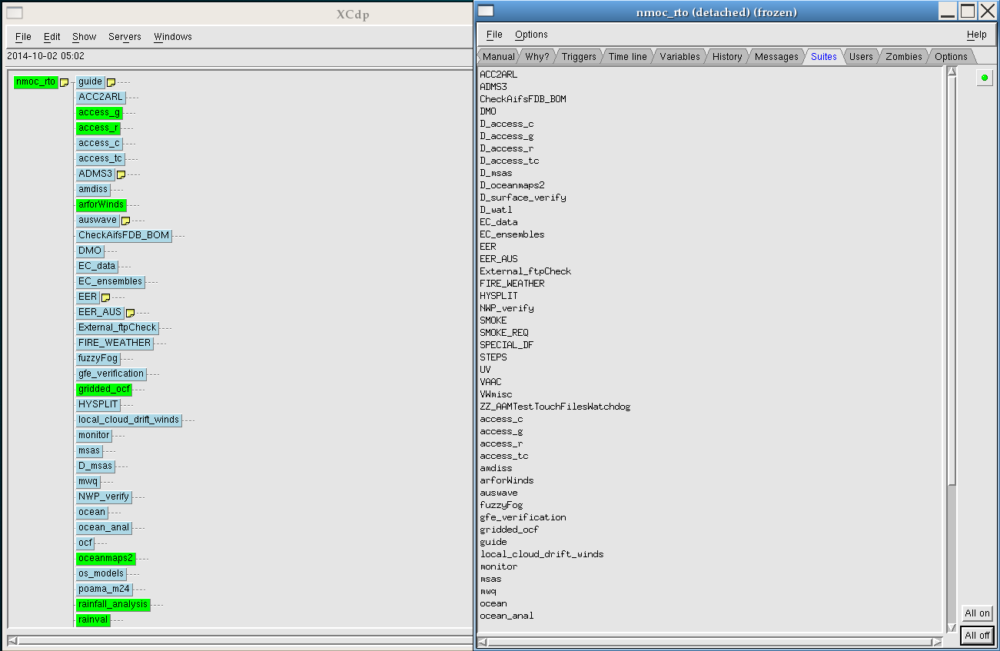 XCdp
File Edit Show Servers Windows
2014-10-02 05:02
nmoc_rto
guide
ACC2ARL
access_g
access_r
access_c
access_tc
ADMS3
amdiss
arforWinds
auswave
CheckAifsFDB_BOM
DMO
EC_data
EC_ensembles
EER
EER_AUS
External_ftpCheck
FIRE_WEATHER
fuzzyFog
gfe_verification
gridded_ocf
HYSPLIT
local_cloud_drift_winds
monitor
msas
D_msas
mwq
NWP_verify
ocean
ocean_anal
ocf
oceanmaps2
os_models
poama_m24
rainfall_analysis
rainval
nmoc_rto (detached) (frozen)
File Options Help
Manual Why? Triggers Time line Variables History Messages Suites Users Zombies Options
ACC2ARL
ADMS3
CheckAifsFDB_BOM
DMO
D_access_c
D_access_g
D_access_r
D_access_tc
D_msas
D_oceanmaps2
D_surface_verify
D_watl
EC_data
EC_ensembles
EER
EER_AUS
External_ftpCheck
FIRE_WEATHER
HYSPLIT
NWP_verify
SMOKE
SMOKE_REQ
SPECIAL_DF
STEPS
UV
VAAC
VWmisc
ZZ_AAMTestTouchFilesWatchdog
access_c
access_g
access_r
access_tc
amdiss
arforWinds
auswave
fuzzyFog
gfe_verification
gridded_ocf
guide
local_cloud_drift_winds
monitor
msas
mwq
ocean
ocean_anal
All on
All off